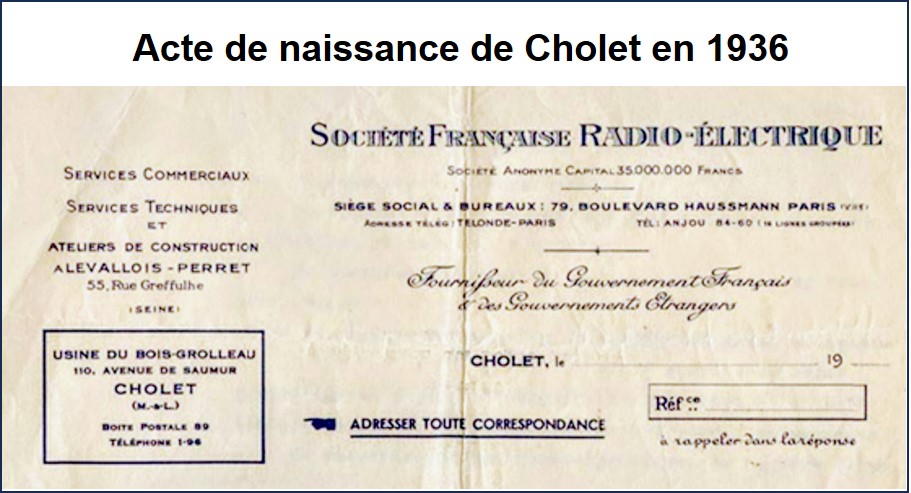 Acte de naissance de Cholet en 1936
SOCIÉTÉ FRANÇAISE RADIO-ÉLECTRIQUE
SOCIÉTÉ ANONYME CAPITAL 35.000.000 FRANCS
SIÈGE SOCIAL & BUREAUX : 79, BOULEVARD HAUSSMANN PARIS (VIIIE)
ADRESSE TÉLÉG : TELONDE-PARIS TÉL: ANJOU 84-60 (14 LIGNES GROUPÉES)
Fournisseur du Gouvernement Français
& des Gouvernements Etrangers
SERVICES COMMERCIAUX
SERVICES TECHNIQUES
ET
ATELIERS DE CONSTRUCTION
A LEVALLOIS-PERRET
55, Rue Greffulhe
(SEINE)
USINE DU BOIS-GROLLEAU
110, AVENUE DE SAUMUR
CHOLET
(M.-&L.)
BOITE POSTALE 89
TÉLÉPHONE 1-96
CHOLET, le 19
Réf ce :
ADRESSER TOUTE CORRESPONDANCE
à rappeler dans la réponse